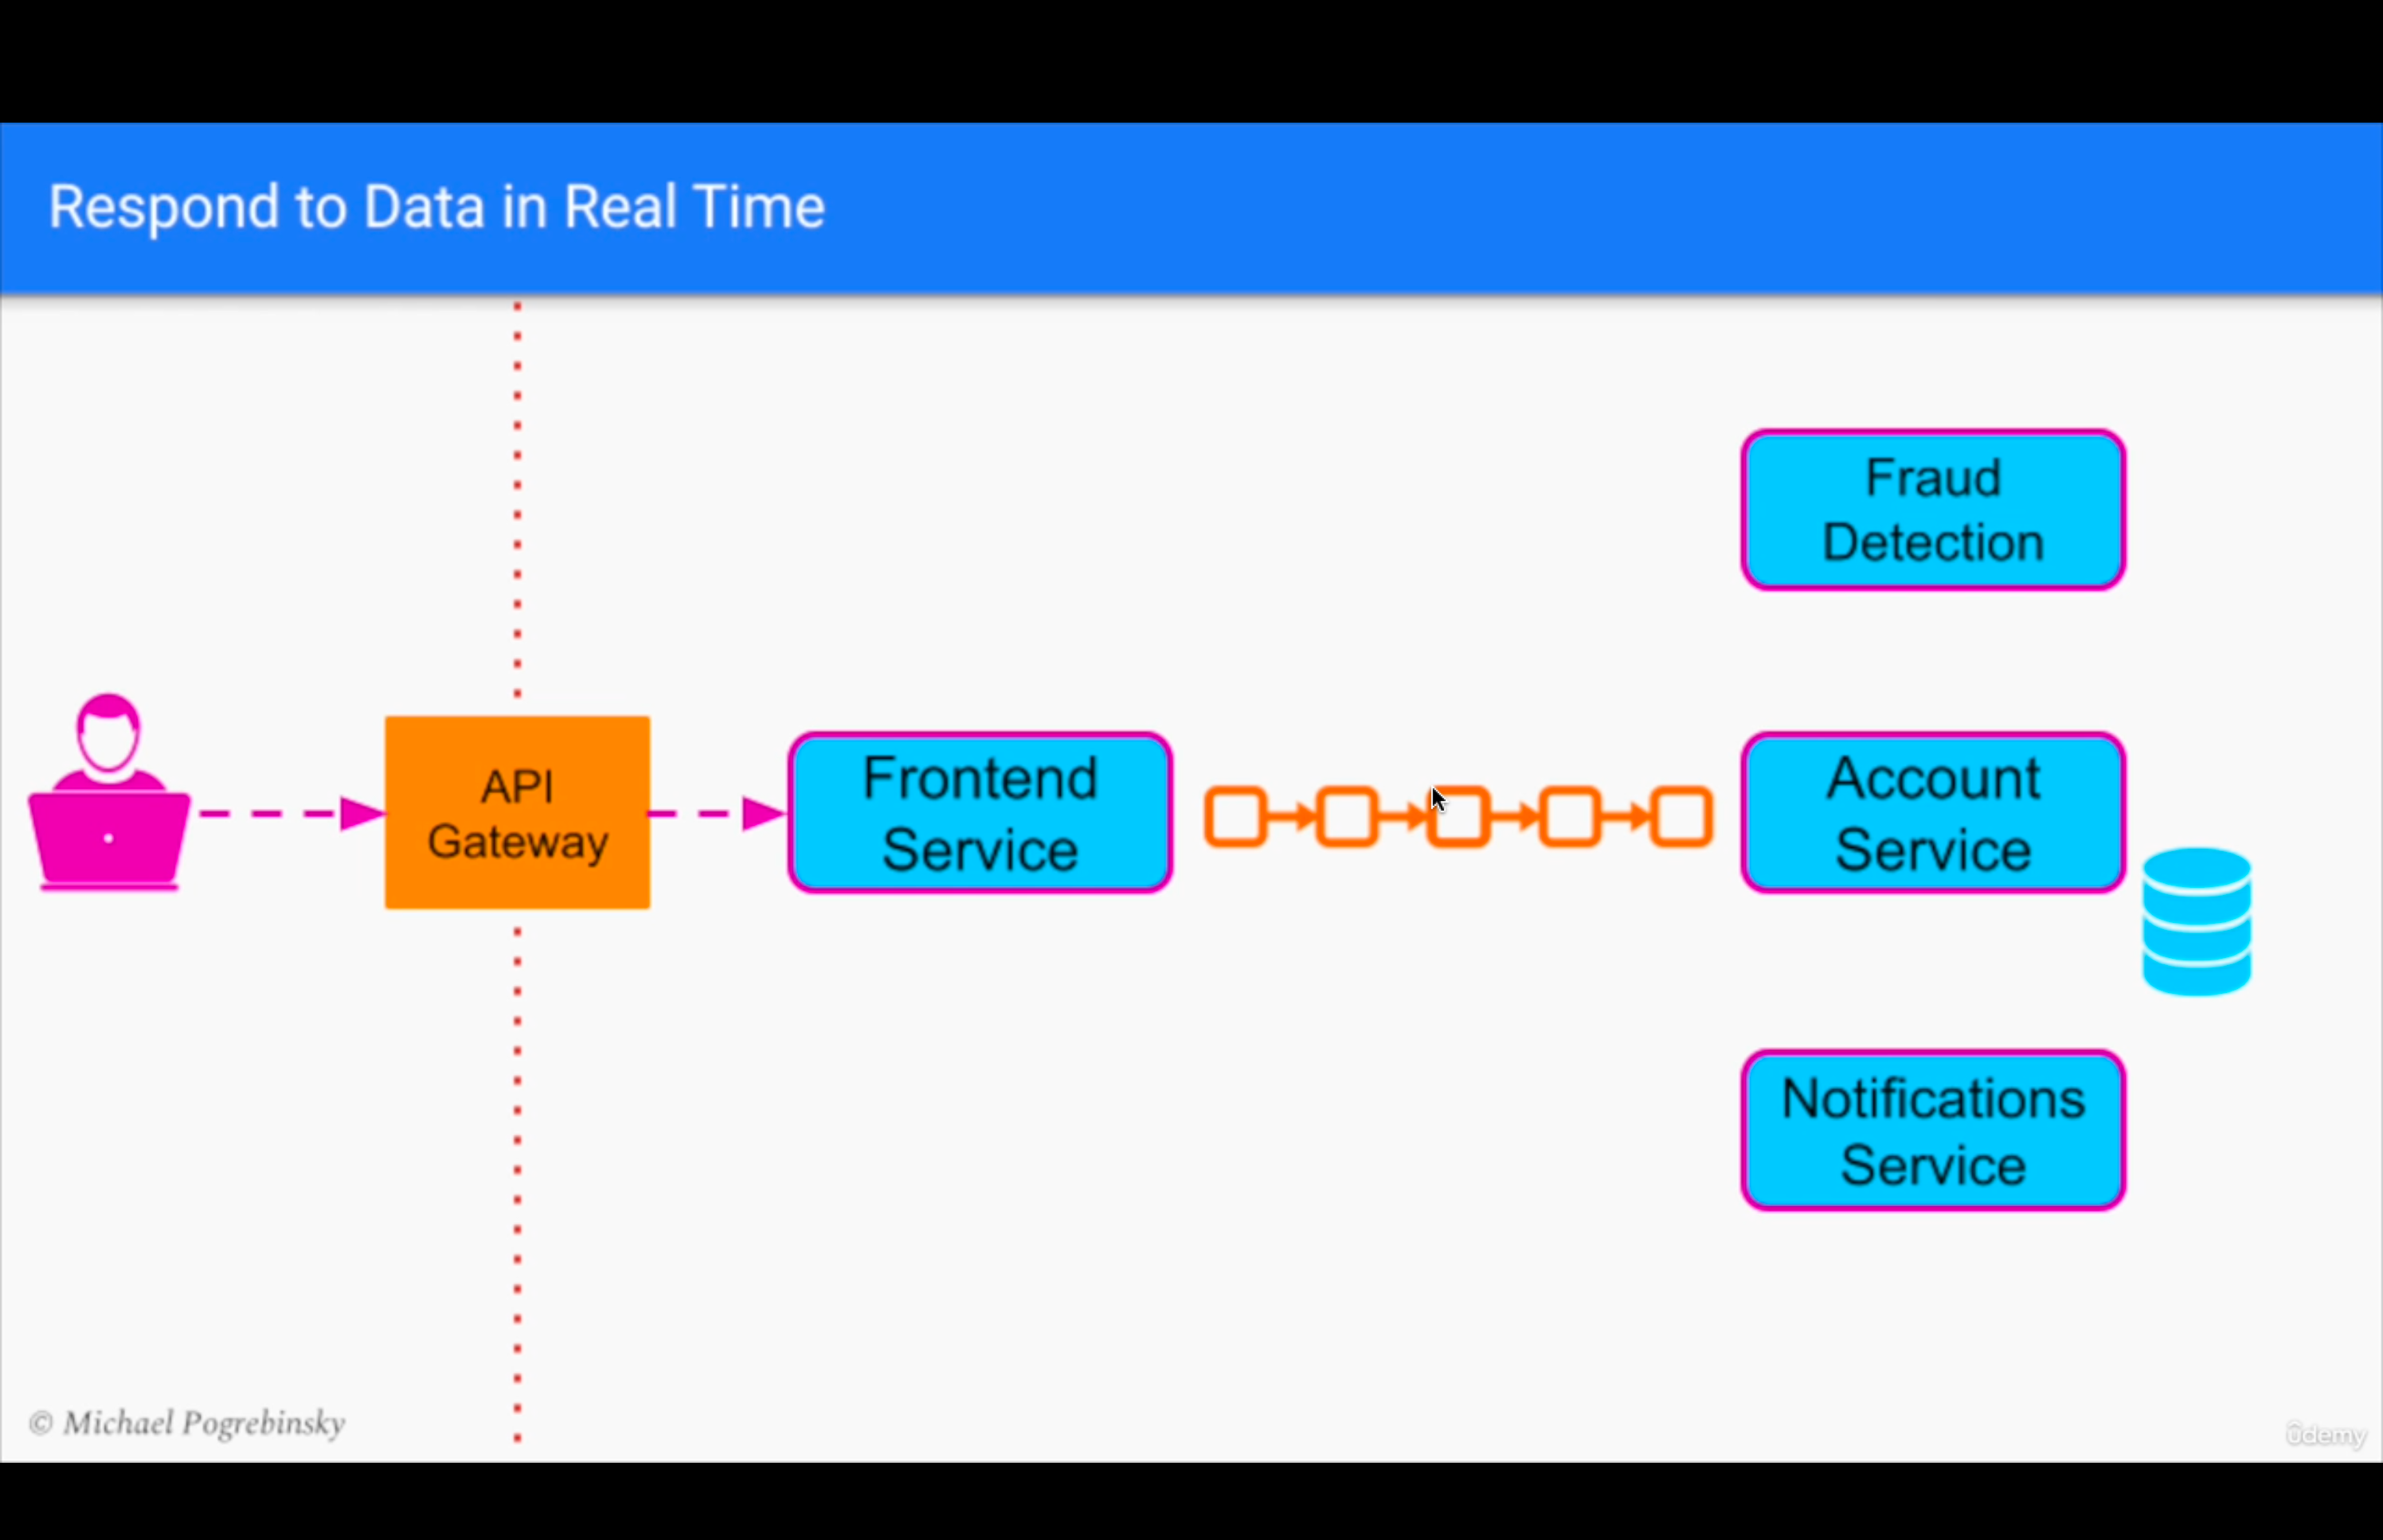 Respond to Data in Real Time
Fraud
Detection
API
Gateway
Frontend
Service
Account
Service
Notifications
Service
© Michael Pogrebinsky
ûdemy